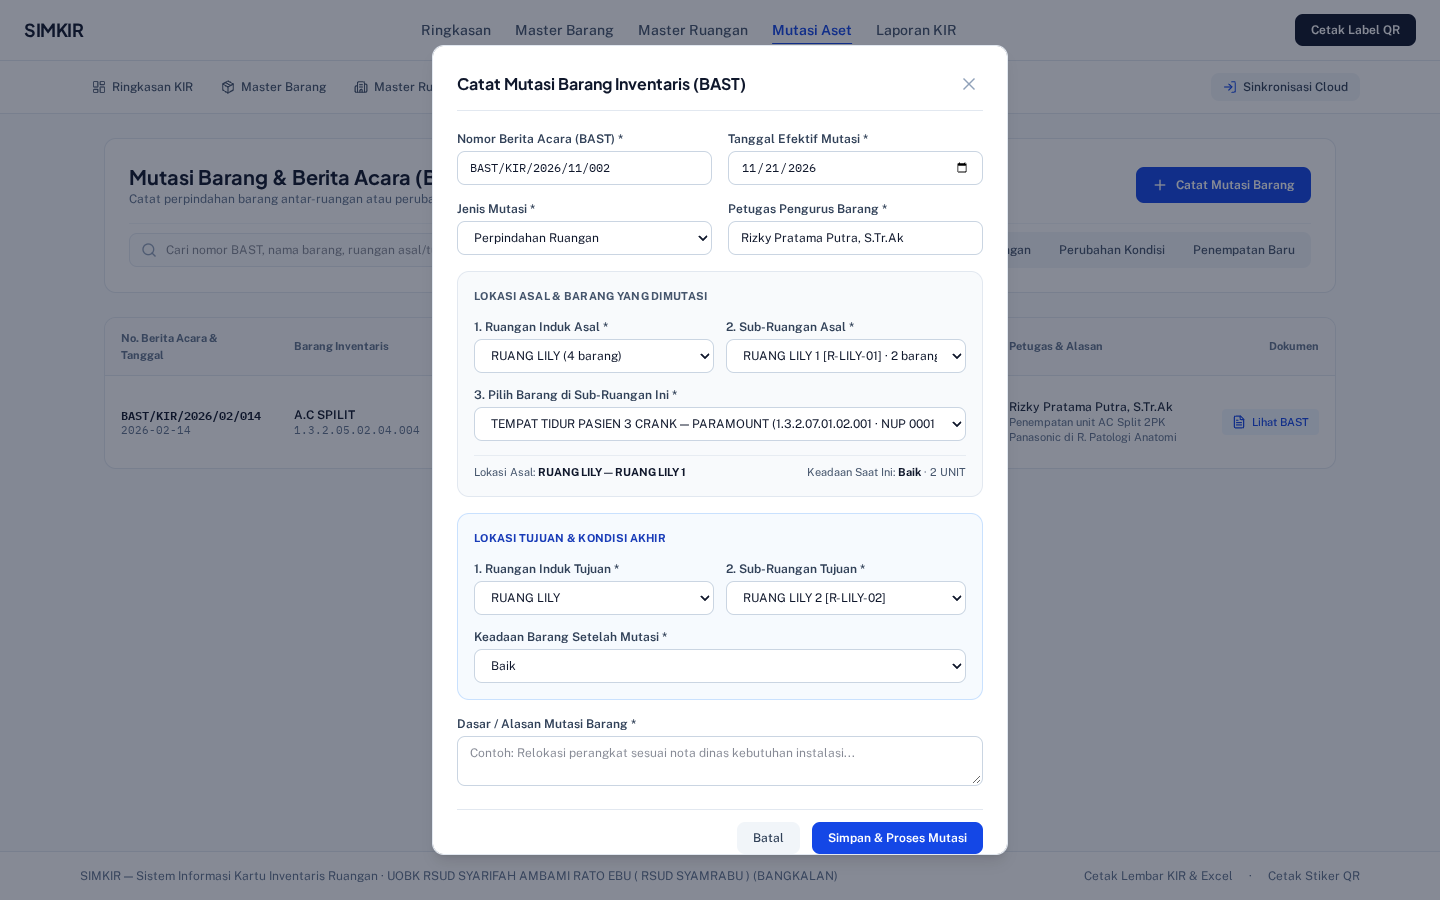 SIMKIR
Ringkasan
Master Barang
Master Ruangan
Mutasi Aset
Laporan KIR
Cetak Label QR
Ringkasan KIR
Master Barang
Master Ru
Sinkronisasi Cloud
Mutasi Barang & Berita Acara (B
Catat perpindahan barang antar-ruangan atau peruba
Catat Mutasi Barang
Cari nomor BAST, nama barang, ruangan asal/t
ngan
Perubahan Kondisi
Penempatan Baru
No. Berita Acara &
Tanggal
Barang Inventaris
Petugas & Alasan
Dokumen
BAST/KIR/2026/02/014
2026-02-14
A.C SPILIT
1.3.2.05.02.04.004
Rizky Pratama Putra, S.Tr.Ak
Penempatan unit AC Split 2PK
Panasonic di R. Patologi Anatomi
Lihat BAST
Catat Mutasi Barang Inventaris (BAST)
Nomor Berita Acara (BAST) *
Tanggal Efektif Mutasi *
BAST/KIR/2026/11/002
11/21/2026
Jenis Mutasi *
Petugas Pengurus Barang *
Perpindahan Ruangan
Rizky Pratama Putra, S.Tr.Ak
LOKASI ASAL & BARANG YANG DIMUTASI
1. Ruangan Induk Asal *
2. Sub-Ruangan Asal *
RUANG LILY (4 barang)
RUANG LILY 1 [R-LILY-01] · 2 barang
3. Pilih Barang di Sub-Ruangan Ini *
TEMPAT TIDUR PASIEN 3 CRANK — PARAMOUNT (1.3.2.07.01.02.001 · NUP 0001
Lokasi Asal: RUANG LILY — RUANG LILY 1
Keadaan Saat Ini: Baik · 2 UNIT
LOKASI TUJUAN & KONDISI AKHIR
1. Ruangan Induk Tujuan *
2. Sub-Ruangan Tujuan *
RUANG LILY
RUANG LILY 2 [R-LILY-02]
Keadaan Barang Setelah Mutasi *
Baik
Dasar / Alasan Mutasi Barang *
Contoh: Relokasi perangkat sesuai nota dinas kebutuhan instalasi...
Batal
Simpan & Proses Mutasi
SIMKIR — Sistem Informasi Kartu Inventaris Ruangan · UOBK RSUD SYARIFAH AMBAMI RATO EBU ( RSUD SYAMRABU ) (BANGKALAN)
Cetak Lembar KIR & Excel
·
Cetak Stiker QR